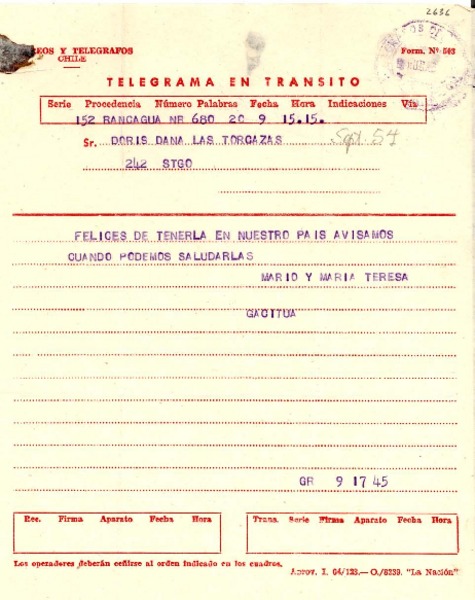 2636
REOS Y TELEGRAFOS
CHILE
Form. Nº 503
TELEGRAMA EN TRANSITO
Serie Procedencia Número Palabras Fecha Hora Indicaciones Vía
152 RANCAGUA NR 680 20 9 15.15.
Sr. DORIS DANA LAS TORCAZAS
Sept. 54
242 STGO
FELICES DE TENERLA EN NUESTRO PAIS AVISAMOS
CUANDO PODEMOS SALUDARLAS
MARIO Y MARIA TERESA
GACITUA
GR 9 17 45
Rec. Firma Aparato Fecha Hora
Trans. Serie Firma Aparato Fecha Hora
Los operadores deberán ceñirse al orden indicado en los cuadros.
Aprov. I. 64/123.— O./8239. "La Nación"